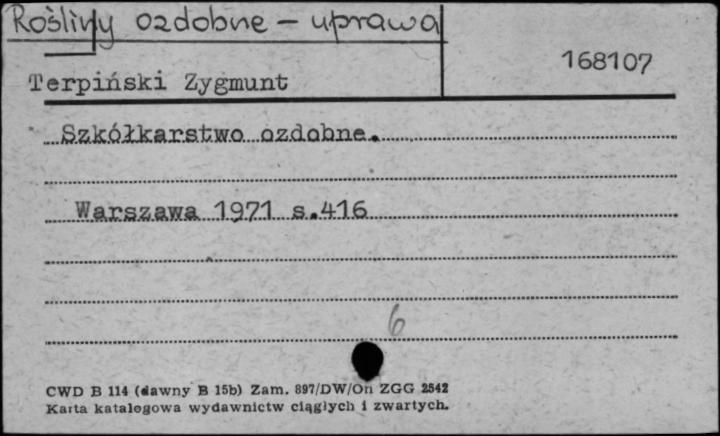 Rośliny ozdobne - uprawa
168107
Terpiński Zygmunt
Szkółkarstwo ozdobne.
Warszawa 1971 s.416
6
CWD B 114 (dawny B 15b) Zam. 897/DW/On ZGG 2542
Karta katalogowa wydawnictw ciągłych i zwartych.